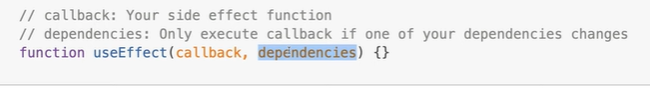 // callback: Your side effect function
// dependencies: Only execute callback if one of your dependencies changes
function useEffect(callback, dependencies) {}